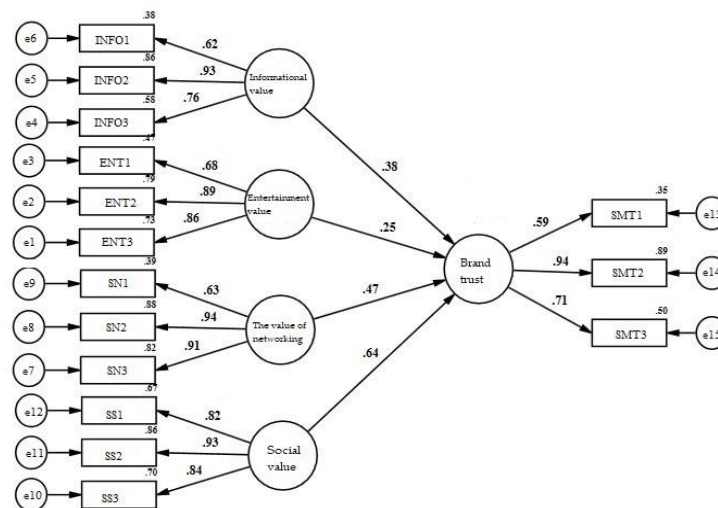 .38
e6
INFO1
.62
.86
e5
INFO2
.93
Informational
value
.58
e4
INFO3
.76
.47
e3
ENT1
.68
.38
.79
e2
ENT2
.89
Entertainment
value
.73
e1
ENT3
.86
.25
.35
SMT1
e13
.59
.39
e9
SN1
.63
Brand
trust
.89
SMT2
e14
.94
.88
e8
SN2
.94
The value of
networking
.47
.50
SMT3
e15
.71
.82
e7
SN3
.91
.64
.67
e12
SS1
.82
.86
e11
SS2
.93
Social
value
.70
e10
SS3
.84